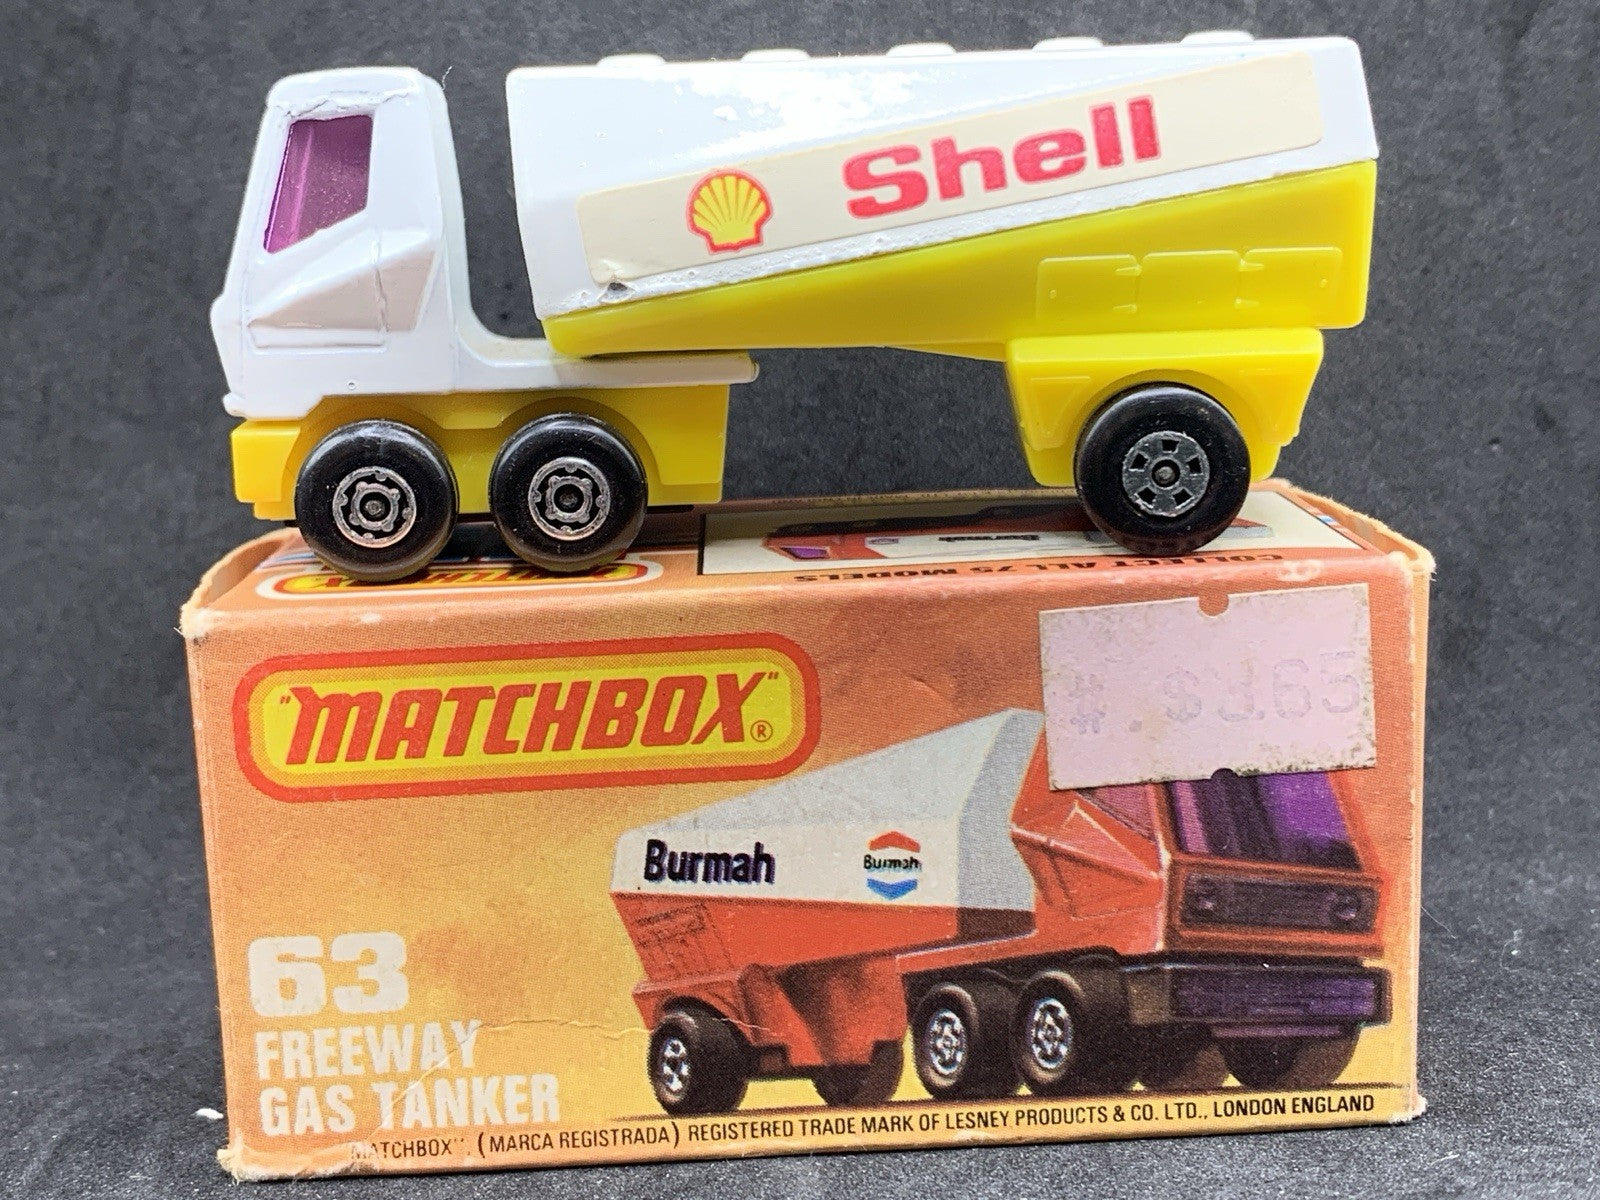 Shell
Burmah
COLLECT ALL 75 MODELS
"MATCHBOX"®
Burmah
Burmah
63
FREEWAY
GAS TANKER
MATCHBOX". (MARCA REGISTRADA) REGISTERED TRADE MARK OF LESNEY PRODUCTS & CO. LTD., LONDON ENGLAND